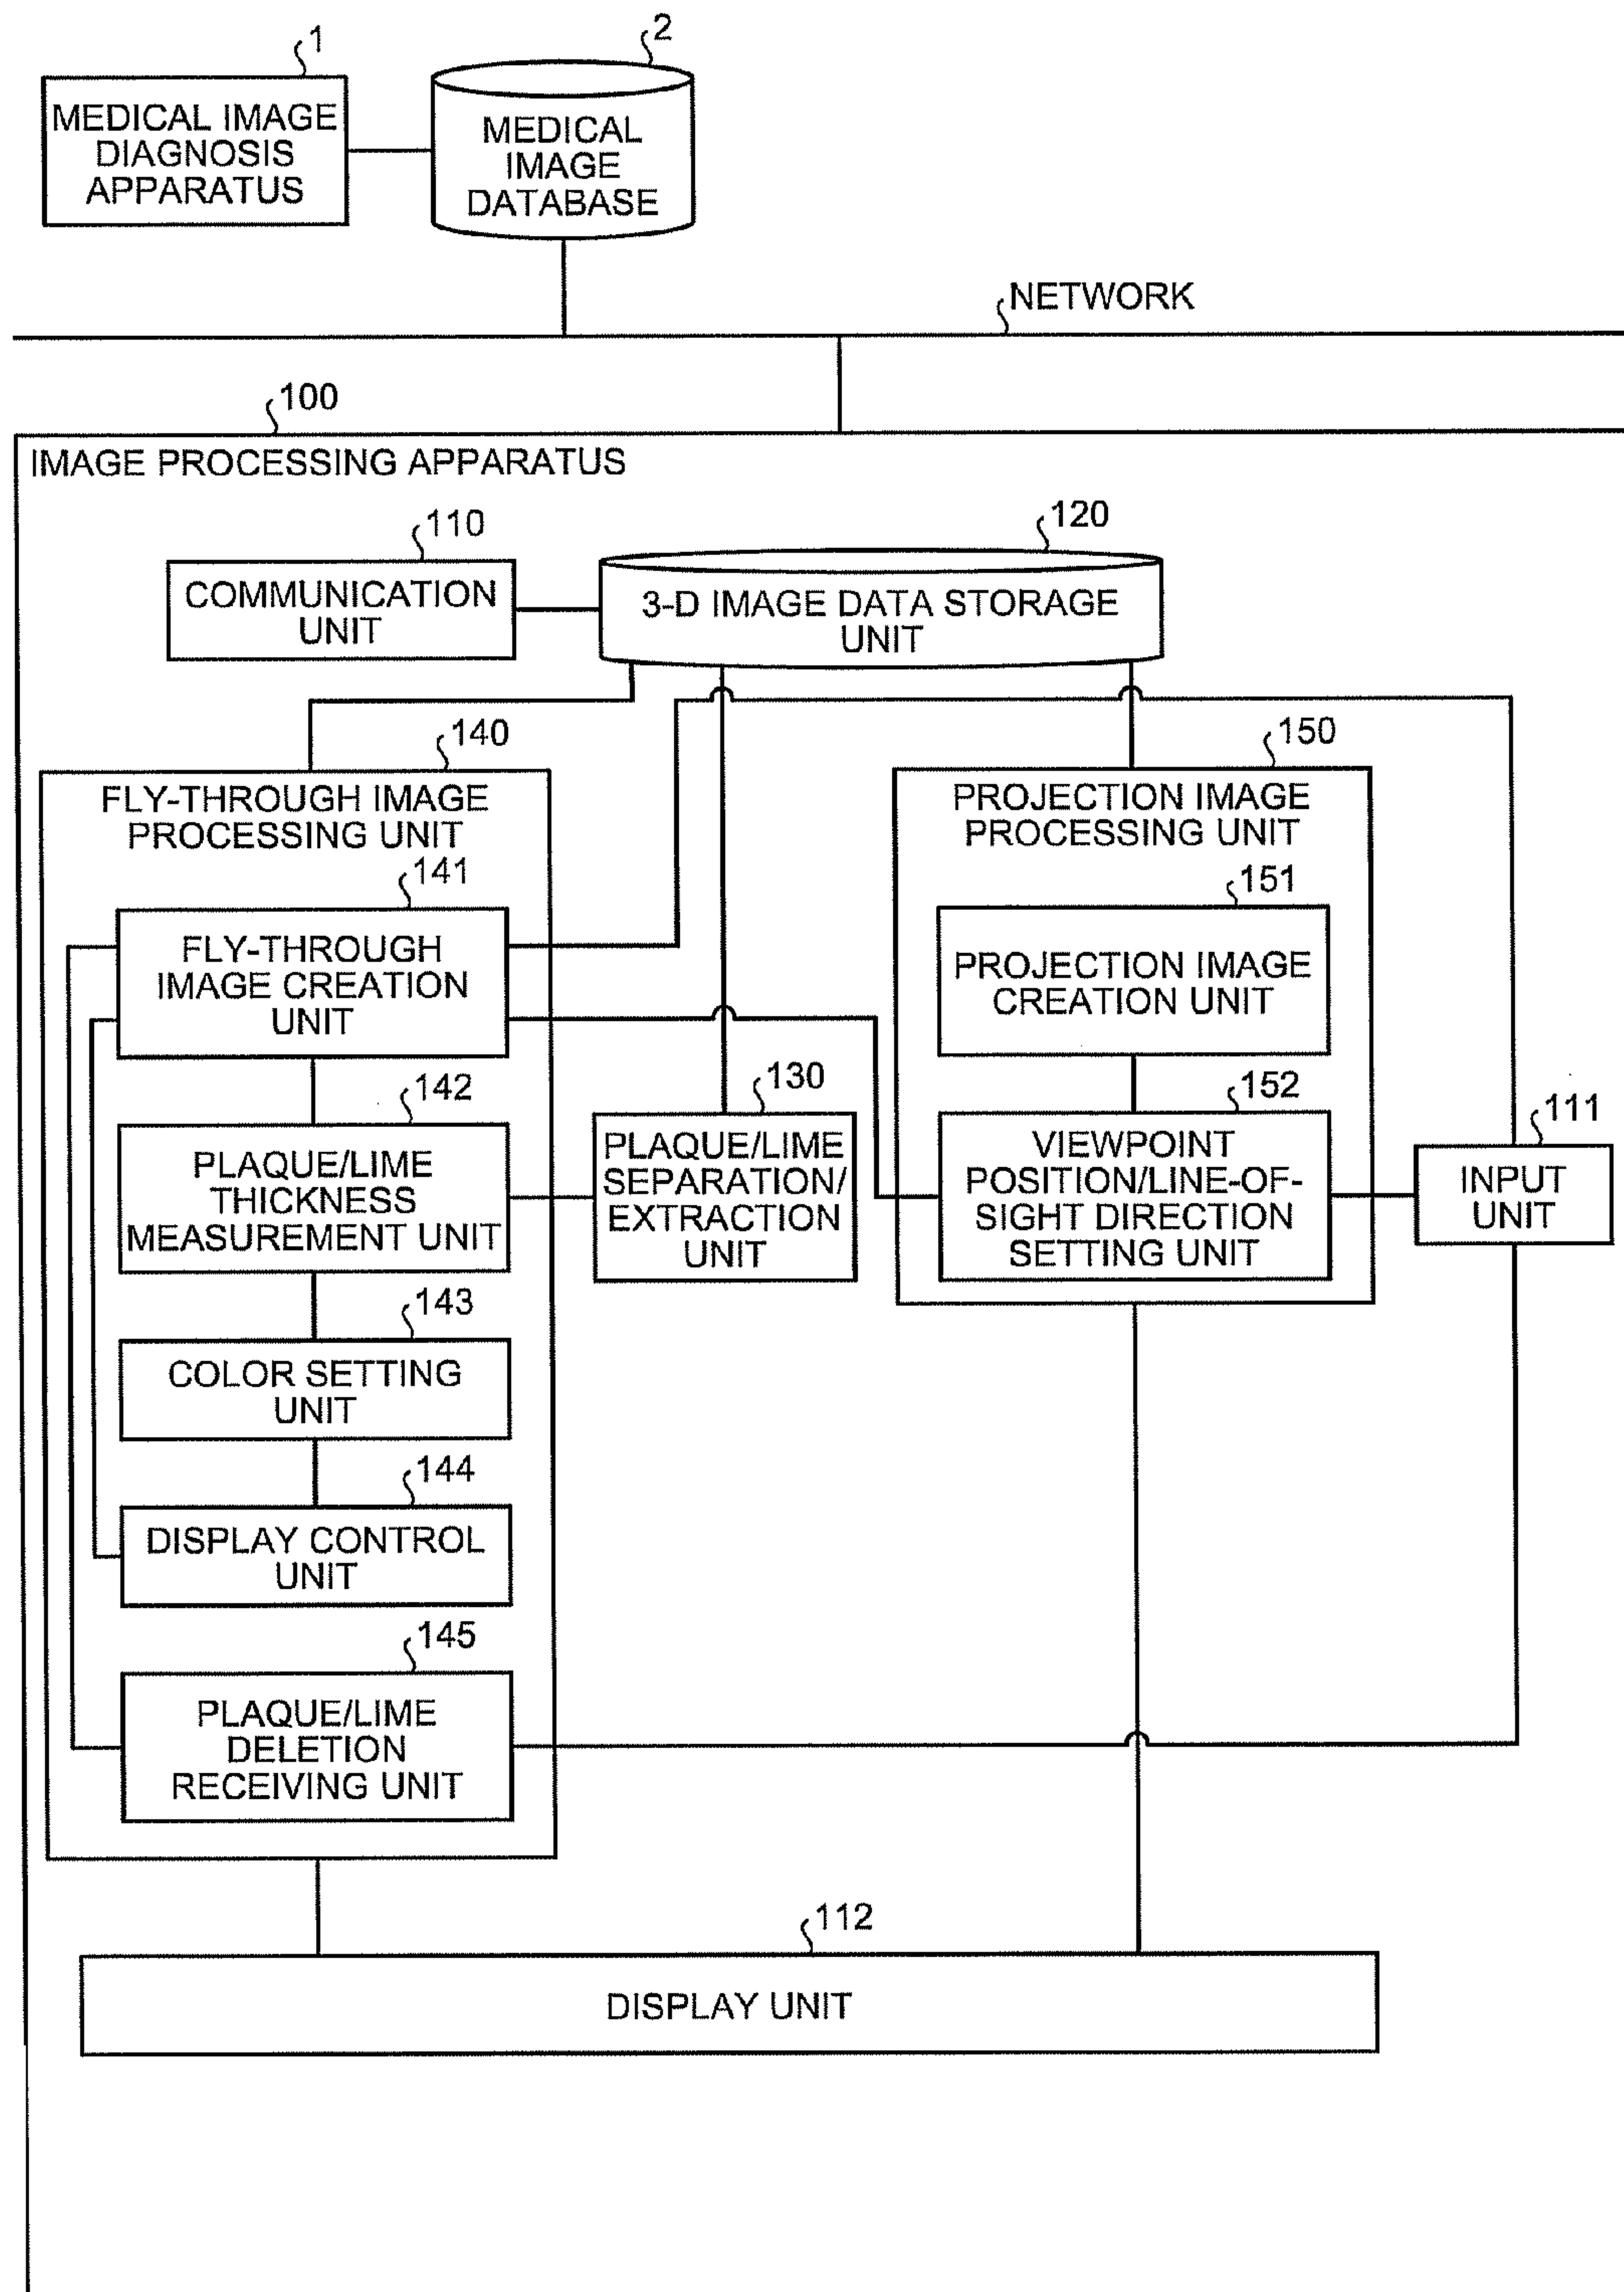 1
2
MEDICAL IMAGE
DIAGNOSIS
APPARATUS
MEDICAL
IMAGE
DATABASE
NETWORK
100
IMAGE PROCESSING APPARATUS
110
120
COMMUNICATION
UNIT
3-D IMAGE DATA STORAGE
UNIT
140
150
FLY-THROUGH IMAGE
PROCESSING UNIT
PROJECTION IMAGE
PROCESSING UNIT
141
151
FLY-THROUGH
IMAGE CREATION
UNIT
PROJECTION IMAGE
CREATION UNIT
142
130
152
111
PLAQUE/LIME
THICKNESS
MEASUREMENT UNIT
PLAQUE/LIME
SEPARATION/
EXTRACTION
UNIT
VIEWPOINT
POSITION/LINE-OF-
SIGHT DIRECTION
SETTING UNIT
INPUT
UNIT
143
COLOR SETTING
UNIT
144
DISPLAY CONTROL
UNIT
145
PLAQUE/LIME
DELETION
RECEIVING UNIT
112
DISPLAY UNIT